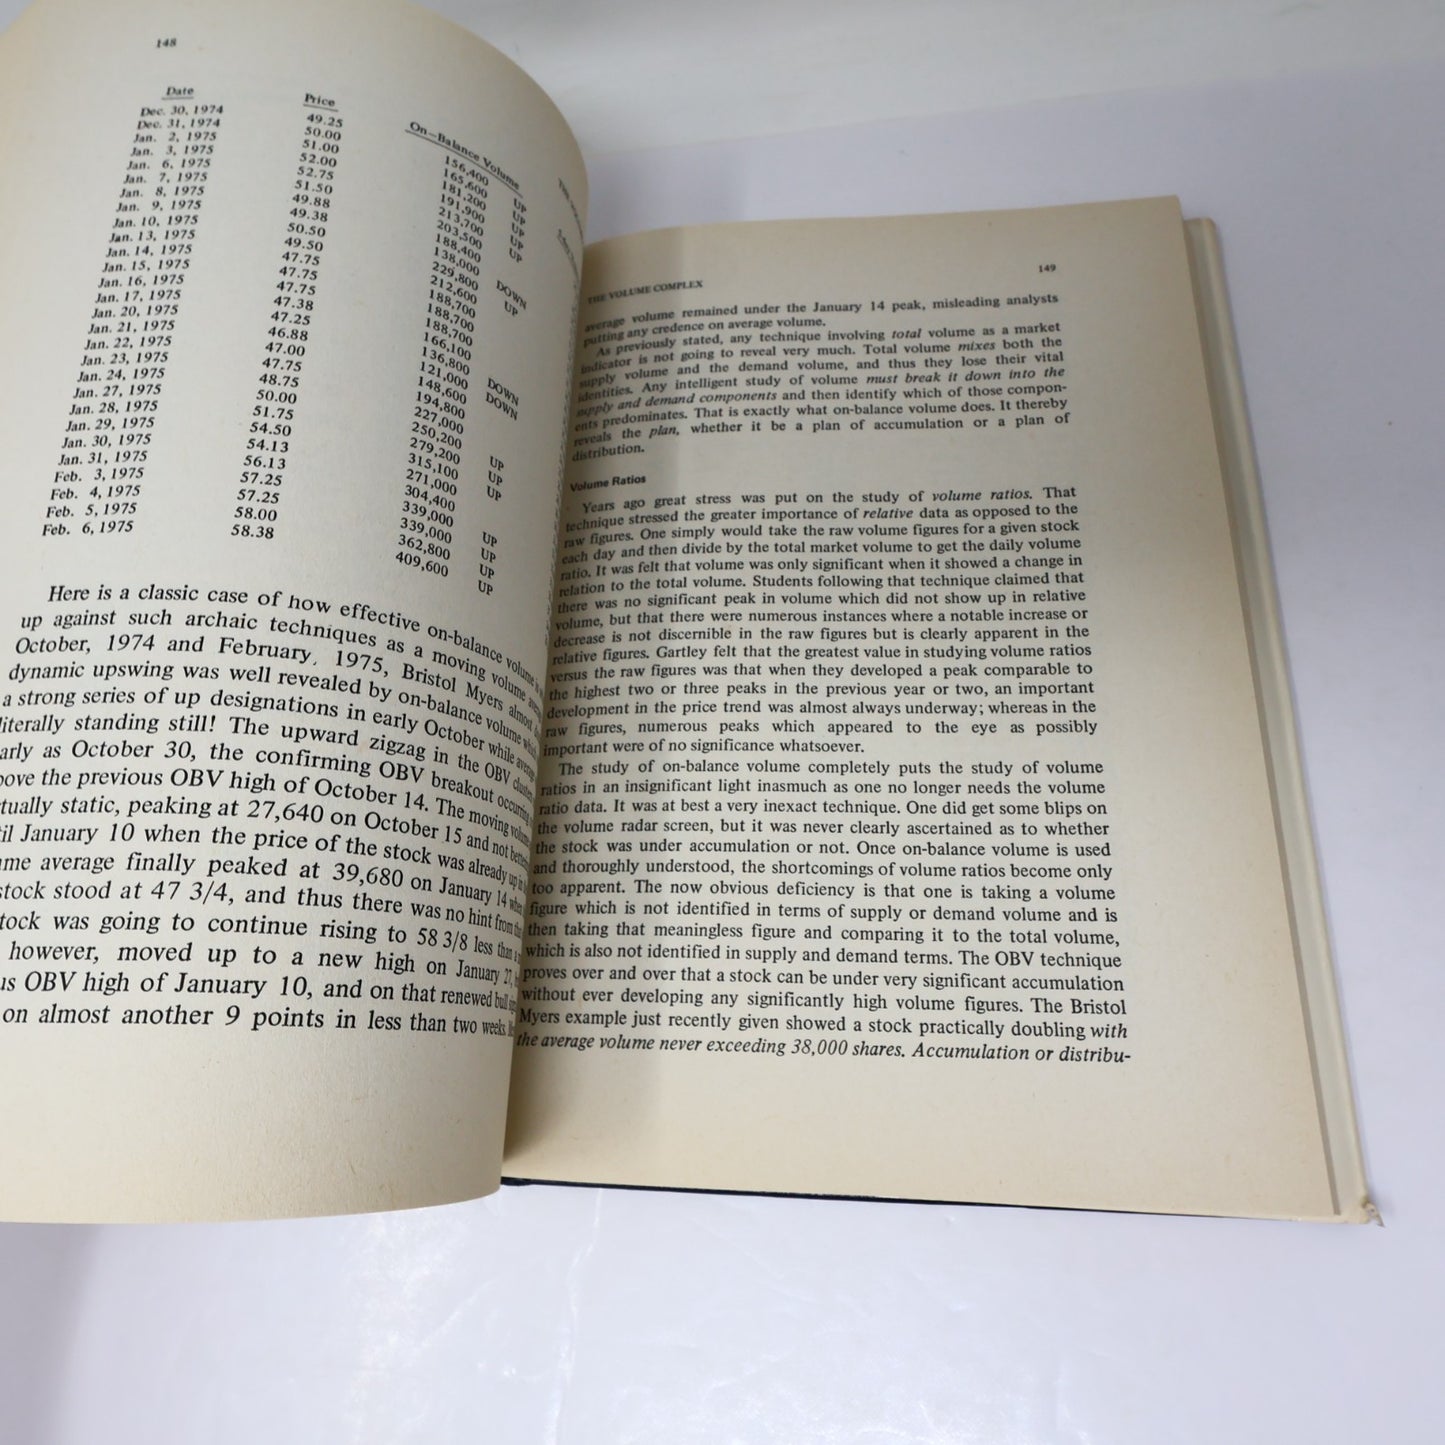 148
Date Price On—Balance Volume
Dec. 30, 1974 49.25 156,400 UP
Dec. 31, 1974 50.00 165,600 UP
Jan. 2, 1975 51.00 181,200 UP
Jan. 3, 1975 52.00 191,900 UP
Jan. 6, 1975 52.75 213,700 UP
Jan. 7, 1975 51.50 203,500
Jan. 8, 1975 49.88 188,400
Jan. 9, 1975 49.38 138,000 DOWN
Jan. 10, 1975 50.50 229,800 UP
Jan. 13, 1975 49.50 212,600
Jan. 14, 1975 47.75 188,700
Jan. 15, 1975 47.75 188,700
Jan. 16, 1975 47.75 188,700
Jan. 17, 1975 47.38 166,100
Jan. 20, 1975 47.25 136,800 DOWN
Jan. 21, 1975 46.88 121,000 DOWN
Jan. 22, 1975 47.00 148,600
Jan. 23, 1975 47.75 194,800
Jan. 24, 1975 48.75 227,000
Jan. 27, 1975 50.00 250,200 UP
Jan. 28, 1975 51.75 279,200 UP
Jan. 29, 1975 54.50 315,100 UP
Jan. 30, 1975 54.13 271,000
Jan. 31, 1975 56.13 304,400
Feb. 3, 1975 57.25 339,000 UP
Feb. 4, 1975 57.25 339,000 UP
Feb. 5, 1975 58.00 362,800 UP
Feb. 6, 1975 58.38 409,600 UP
Here is a classic case of how effective on-balance volume is
up against such archaic techniques as a moving volume
October, 1974 and February, 1975, Bristol Myers almost
dynamic upswing was well revealed by on-balance volume which
a strong series of up designations in early October while average
literally standing still! The upward zigzag in the OBV
as October 30, the confirming OBV breakout occurring
the previous OBV high of October 14. The moving
static, peaking at 27,640 on October 15 and not
January 10 when the price of the stock was already up
average finally peaked at 39,680 on January 14
stock stood at 47 3/4, and thus there was no hint from
was going to continue rising to 58 3/8 less than
however, moved up to a new high on January 27,
OBV high of January 10, and on that renewed bull
on almost another 9 points in less than two weeks.
THE VOLUME COMPLEX 149
average volume remained under the January 14 peak, misleading analysts
putting any credence on average volume.
As previously stated, any technique involving total volume as a market
indicator is not going to reveal very much. Total volume mixes both the
supply volume and the demand volume, and thus they lose their vital
identities. Any intelligent study of volume must break it down into the
supply and demand components and then identify which of those compon-
ents predominates. That is exactly what on-balance volume does. It thereby
reveals the plan, whether it be a plan of accumulation or a plan of
distribution.
Volume Ratios
Years ago great stress was put on the study of volume ratios. That
technique stressed the greater importance of relative data as opposed to the
raw figures. One simply would take the raw volume figures for a given stock
each day and then divide by the total market volume to get the daily volume
ratio. It was felt that volume was only significant when it showed a change in
relation to the total volume. Students following that technique claimed that
there was no significant peak in volume which did not show up in relative
volume, but that there were numerous instances where a notable increase or
decrease is not discernible in the raw figures but is clearly apparent in the
relative figures. Gartley felt that the greatest value in studying volume ratios
versus the raw figures was that when they developed a peak comparable to
the highest two or three peaks in the previous year or two, an important
development in the price trend was almost always underway; whereas in the
raw figures, numerous peaks which appeared to the eye as possibly
important were of no significance whatsoever.
The study of on-balance volume completely puts the study of volume
ratios in an insignificant light inasmuch as one no longer needs the volume
ratio data. It was at best a very inexact technique. One did get some blips on
the volume radar screen, but it was never clearly ascertained as to whether
the stock was under accumulation or not. Once on-balance volume is used
and thoroughly understood, the shortcomings of volume ratios become only
too apparent. The now obvious deficiency is that one is taking a volume
figure which is not identified in terms of supply or demand volume and is
then taking that meaningless figure and comparing it to the total volume,
which is also not identified in supply and demand terms. The OBV technique
proves over and over that a stock can be under very significant accumulation
without ever developing any significantly high volume figures. The Bristol
Myers example just recently given showed a stock practically doubling with
the average volume never exceeding 38,000 shares. Accumulation or distribu-